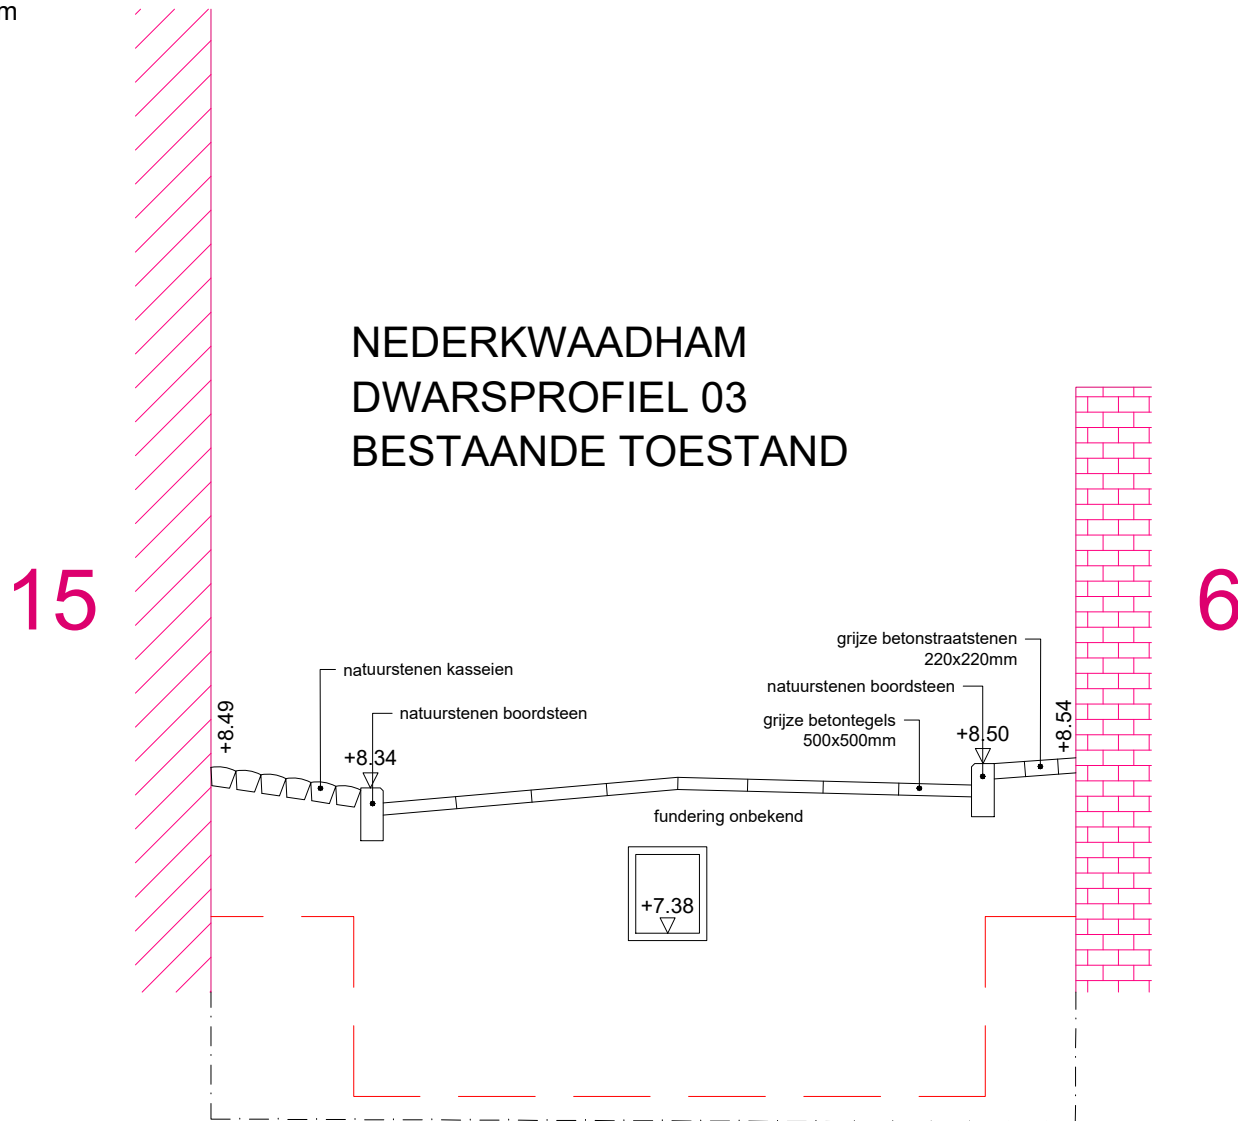 m
NEDERKWAADHAM
DWARSPROFIEL 03
BESTAANDE TOESTAND
15
6
grijze betonstraatstenen
220x220mm
natuurstenen kasseien
natuurstenen boordsteen
natuurstenen boordsteen
grijze betontegels
500x500mm
+8.49
+8.34
+8.50
+8.54
fundering onbekend
+7.38